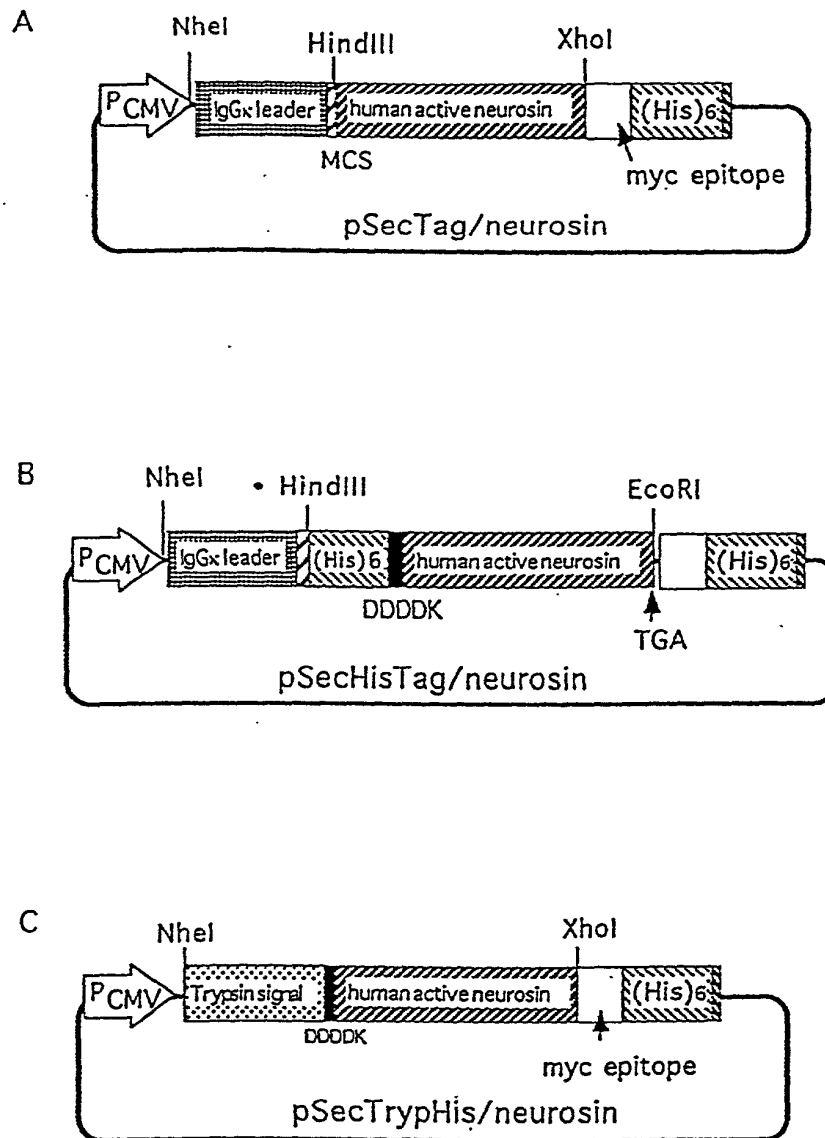 A
NheI
HindIII
XhoI
PCMV
IgGκ leader
human active neurosin
(His)6
MCS
myc epitope
pSecTag/neurosin
B
NheI
HindIII
EcoRI
PCMV
IgGκ leader
(His)6
human active neurosin
(His)6
DDDDK
TGA
pSecHisTag/neurosin
C
NheI
XhoI
PCMV
Trypsin signal
human active neurosin
(His)6
DDDDK
myc epitope
pSecTrypHis/neurosin